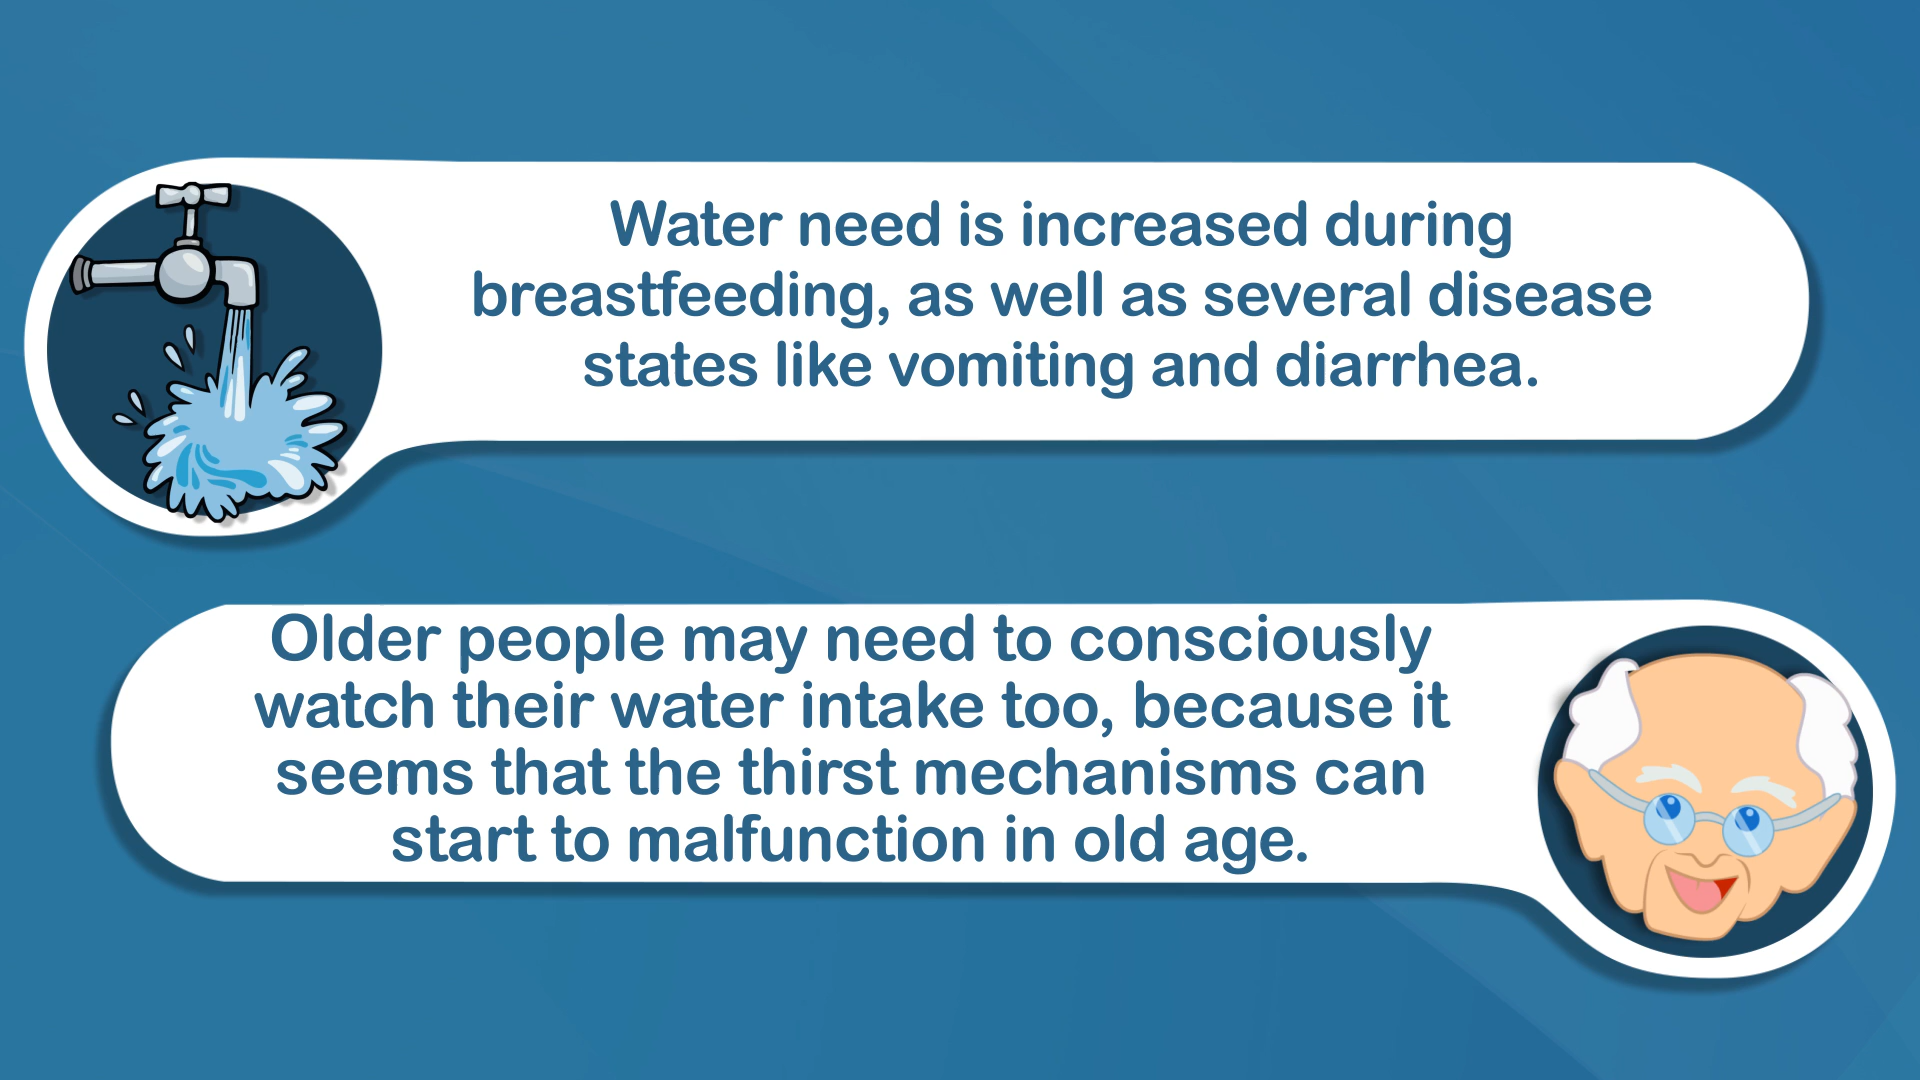 Water need is increased during
breastfeeding, as well as several disease
states like vomiting and diarrhea.
Older people may need to consciously
watch their water intake too, because it
seems that the thirst mechanisms can
start to malfunction in old age.